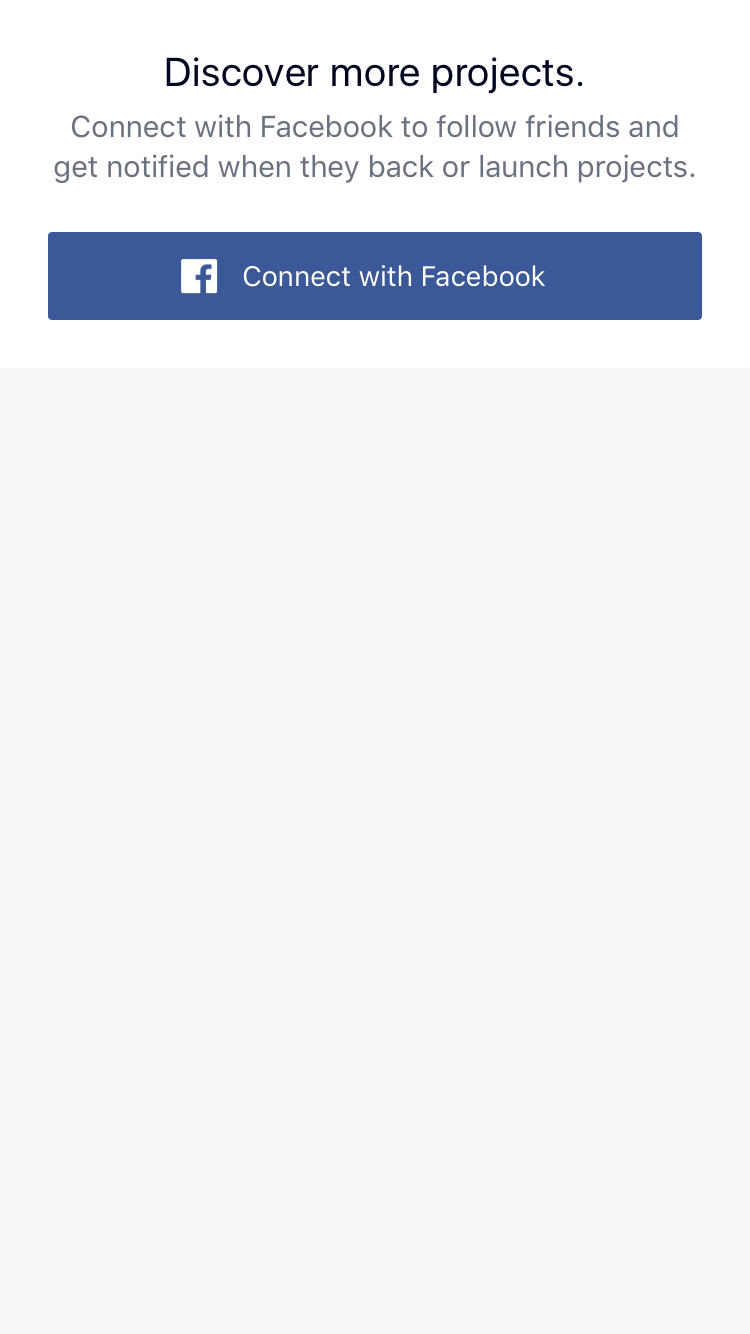 Discover more projects.
Connect with Facebook to follow friends and
get notified when they back or launch projects.
Connect with Facebook